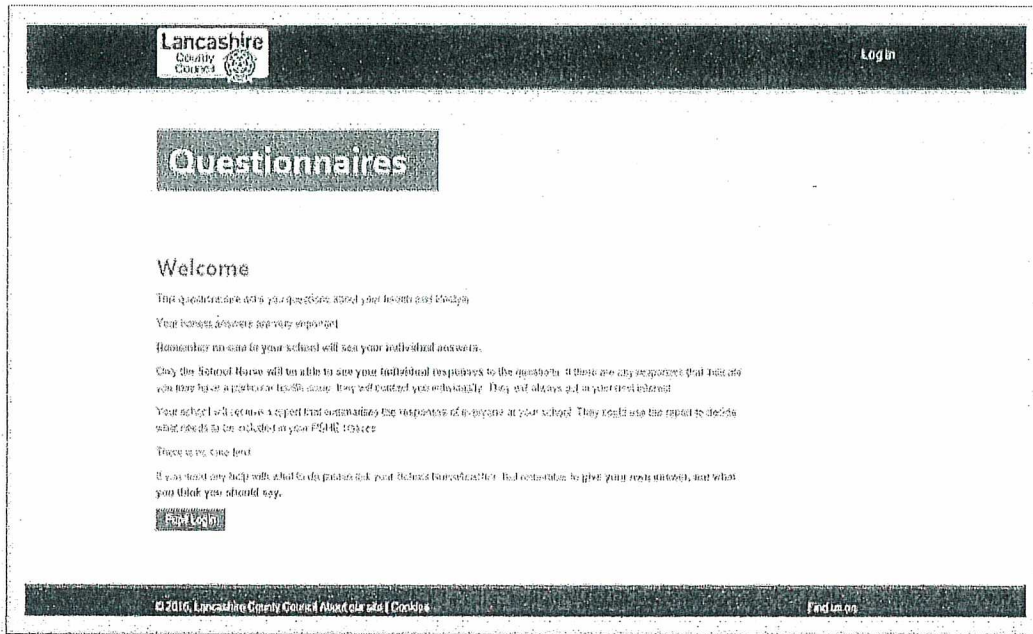 Lancashire
County
Council
Log in
Questionnaires
Welcome
This questionnaire asks you questions about your health and lifestyle
Your honest answers are very important
Remember no-one in your school will see your individual answers.
Only the School Nurse will be able to see your individual responses to the questions. If there are any responses that indicate
you may have a particular health issue they will contact you individually. They will always act in your best interest
Your school will receive a report that summarises the responses of everyone at your school. They could use the report to decide
what needs to be included in your PSHE classes
There is no time limit
If you need any help with what to do please ask your School Nurse/teacher. But remember to give your own answer, not what
you think you should say.
Pupil Log In
© 2016, Lancashire County Council About our site | Cookies
Find us on